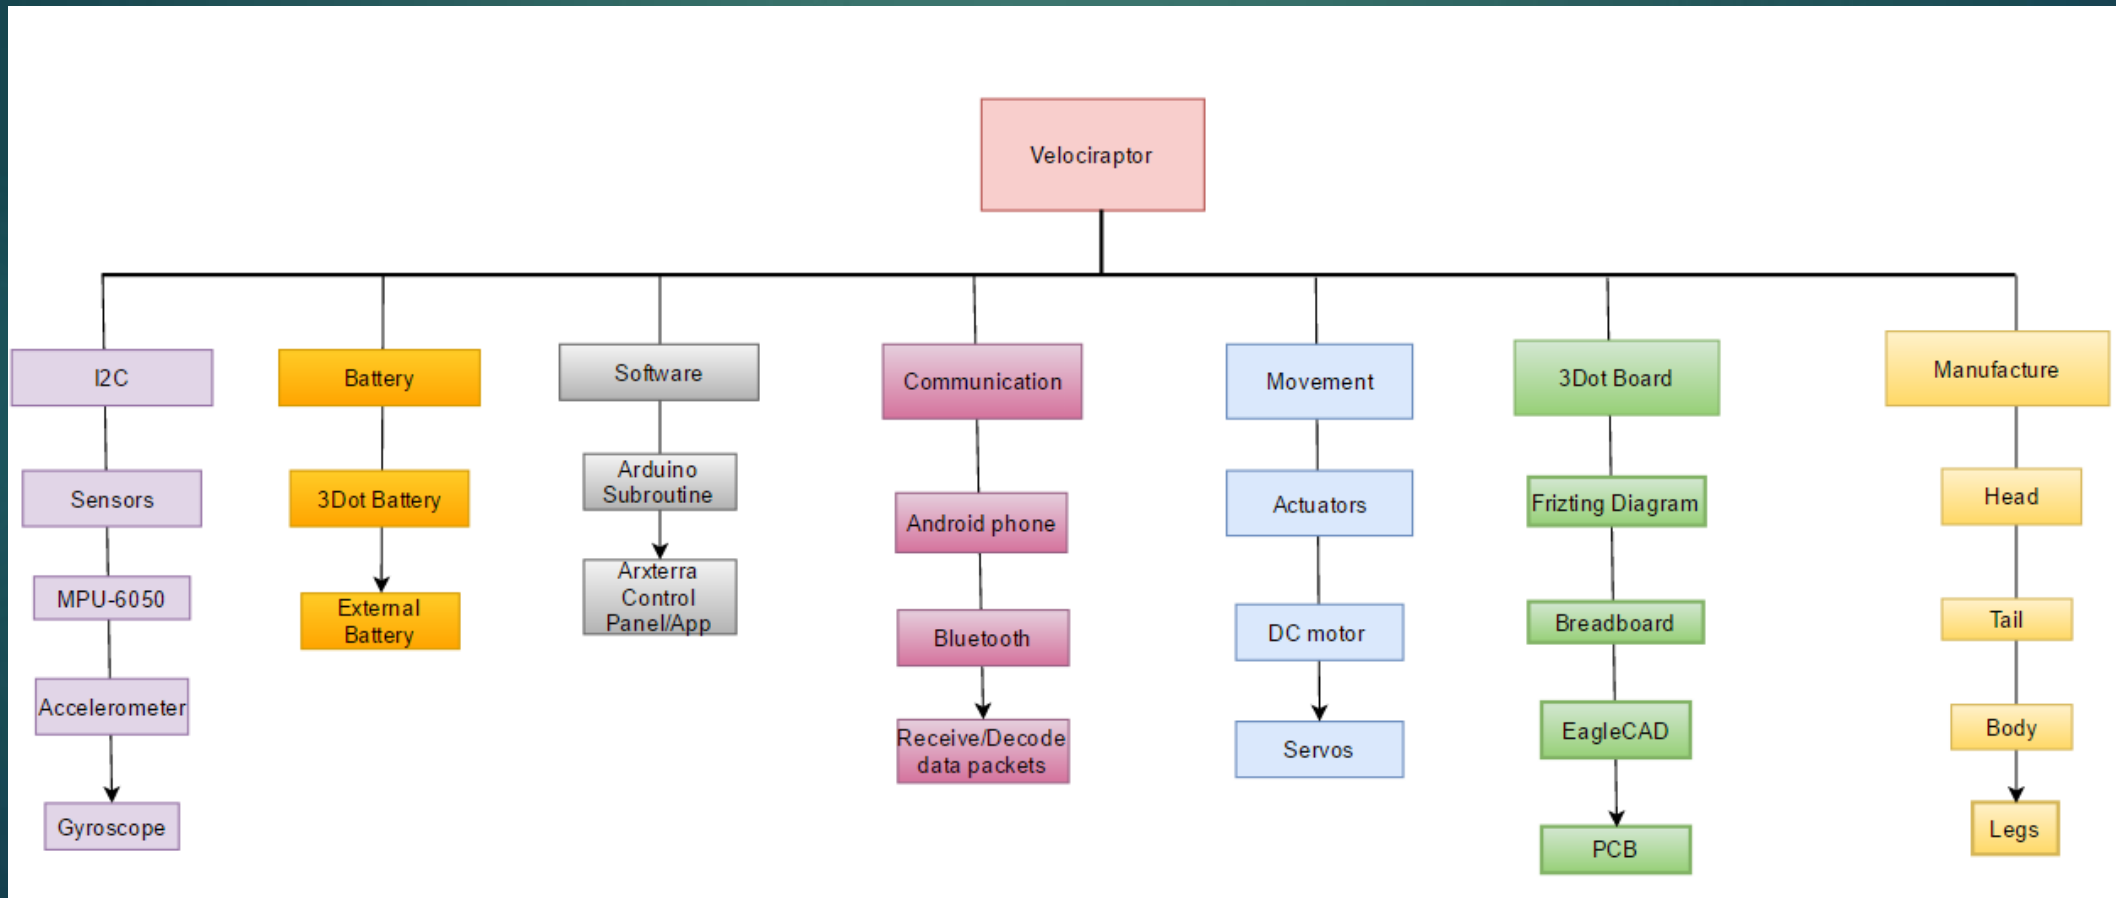 Velociraptor
I2C
Sensors
MPU-6050
Accelerometer
Gyroscope
Battery
3Dot Battery
External
Battery
Software
Arduino
Subroutine
Arxterra
Control
Panel/App
Communication
Android phone
Bluetooth
Receive/Decode
data packets
Movement
Actuators
DC motor
Servos
3Dot Board
Frizting Diagram
Breadboard
EagleCAD
PCB
Manufacture
Head
Tail
Body
Legs